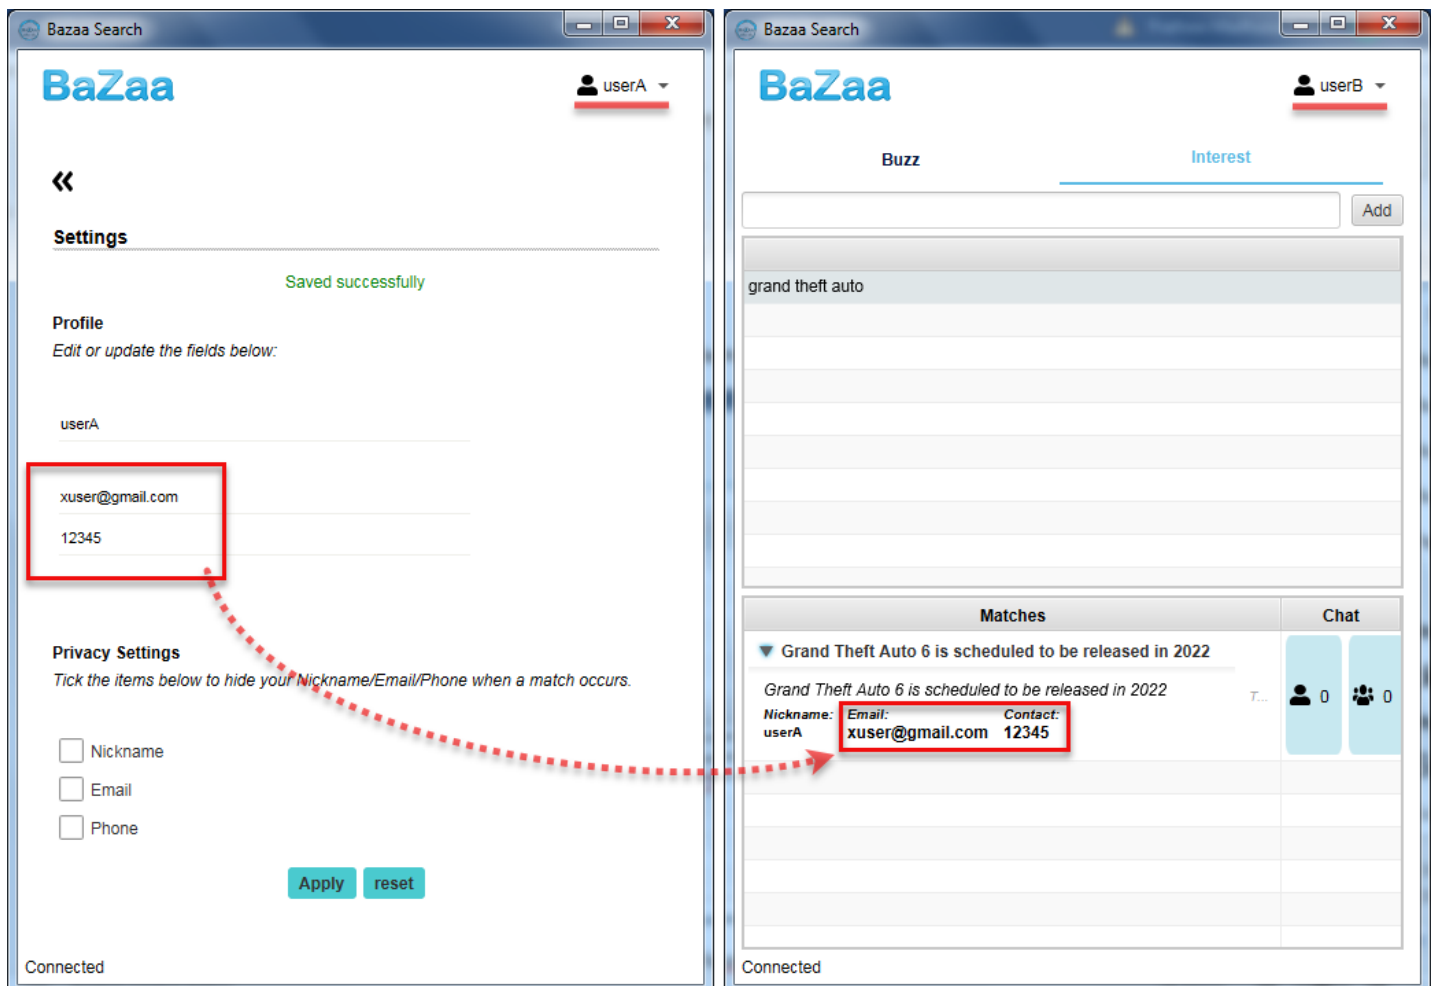 Bazaa Search
BaZaa
userA
«
Settings
Saved successfully
Profile
Edit or update the fields below:
userA
xuser@gmail.com
12345
Privacy Settings
Tick the items below to hide your Nickname/Email/Phone when a match occurs.
Nickname
Email
Phone
Apply reset
Connected
Bazaa Search
BaZaa
userB
Buzz Interest
Add
grand theft auto
Matches Chat
Grand Theft Auto 6 is scheduled to be released in 2022
Grand Theft Auto 6 is scheduled to be released in 2022
T... 0 0
Nickname: Email: Contact:
userA xuser@gmail.com 12345
Connected